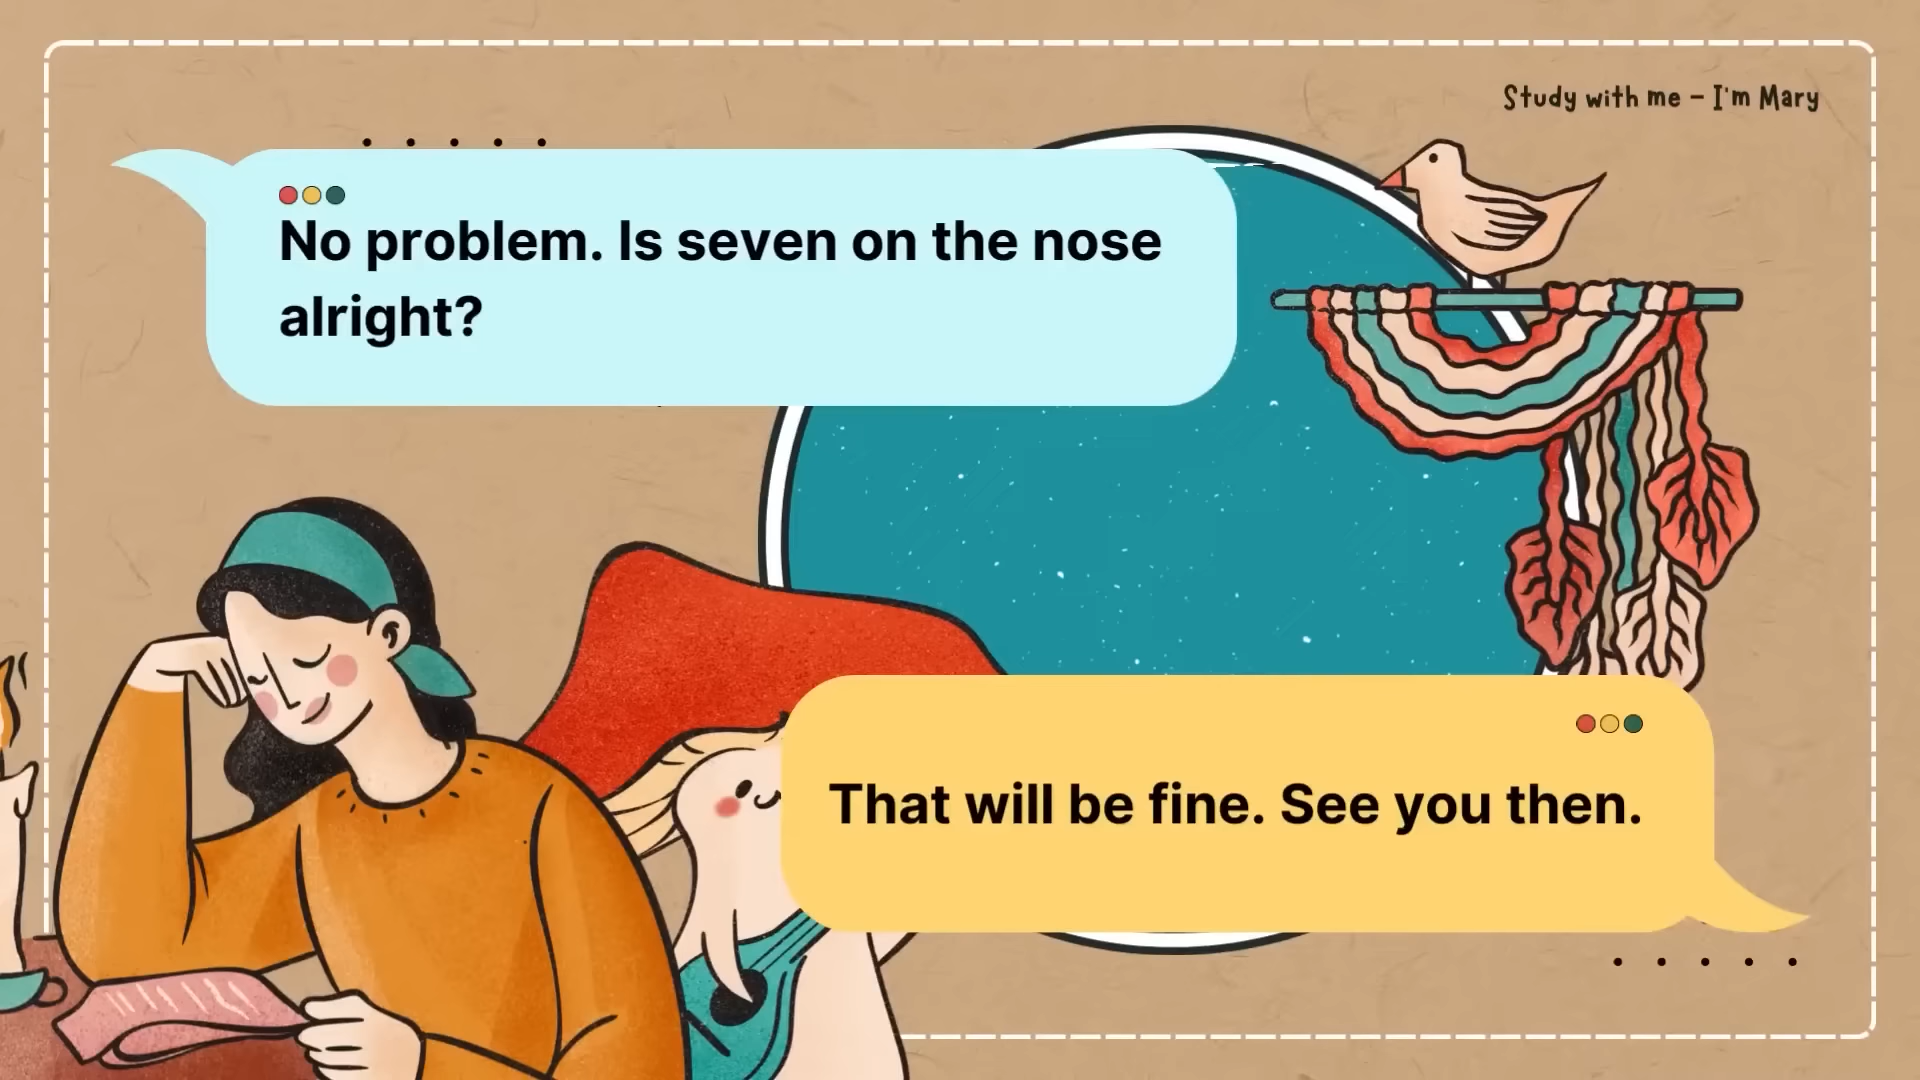 Study with me - I'm Mary
No problem. Is seven on the nose
alright?
That will be fine. See you then.